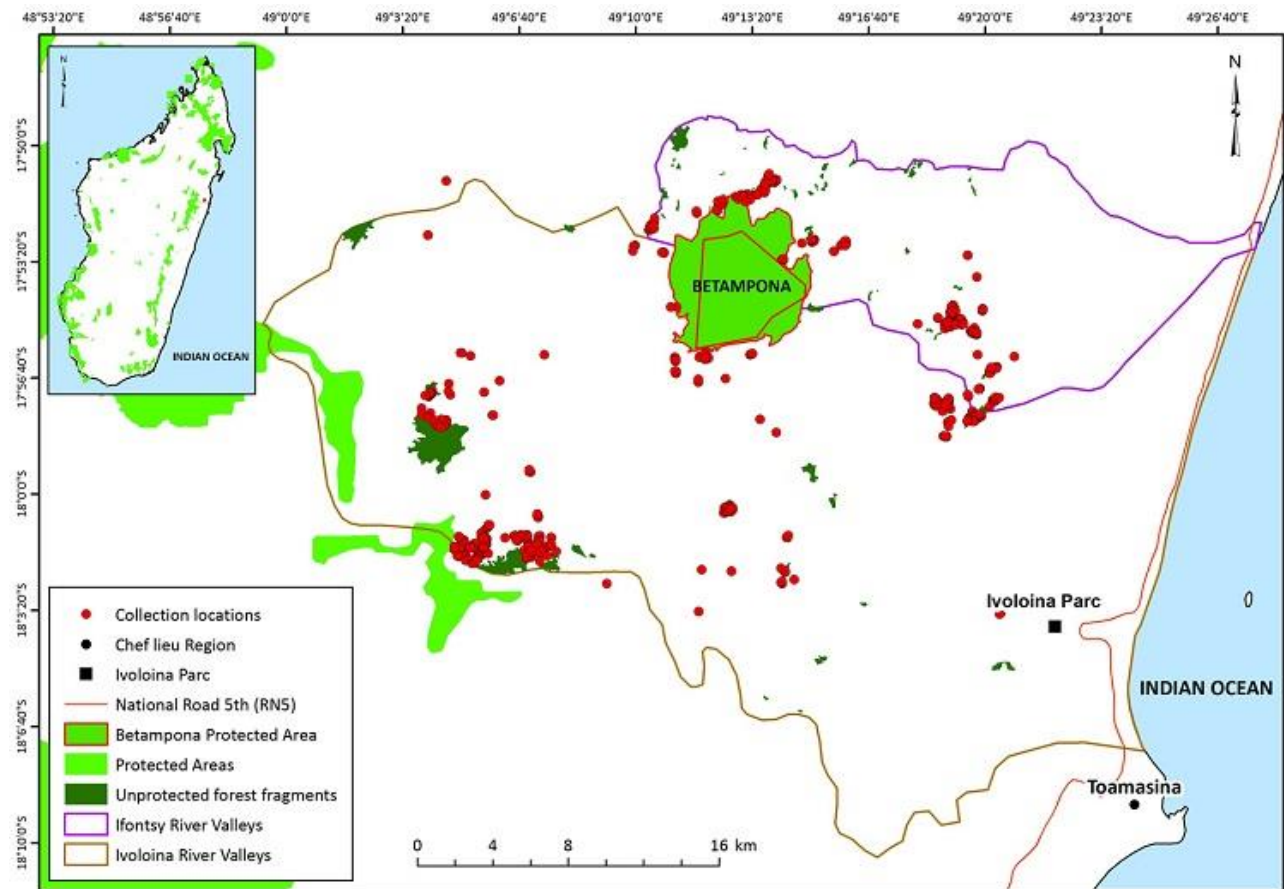 48°53'20"E 48°56'40"E 49°0'0"E 49°3'20"E 49°6'40"E 49°10'0"E 49°13'20"E 49°16'40"E 49°20'0"E 49°23'20"E 49°26'40"E
N
N
17°50'0"S
17°53'20"S
BETAMPONA
INDIAN OCEAN
17°56'40"S
18°0'0"S
18°3'20"S
Ivoloina Parc
INDIAN OCEAN
18°6'40"S
Toamasina
18°10'0"S
Collection locations
Chef lieu Region
Ivoloina Parc
National Road 5th (RN5)
Betampona Protected Area
Protected Areas
Unprotected forest fragments
Ifontsy River Valleys
Ivoloina River Valleys
0 4 8 16 km